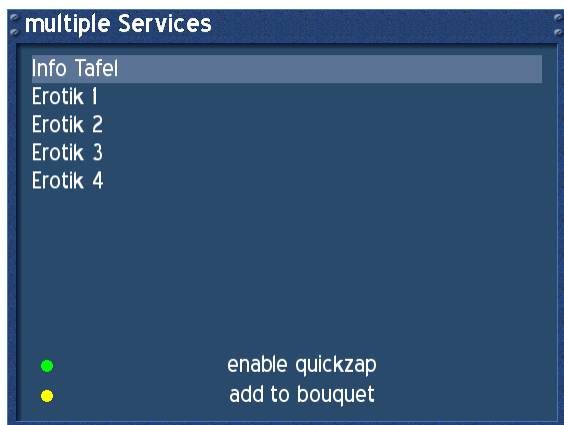 multiple Services
Info Tafel
Erotik 1
Erotik 2
Erotik 3
Erotik 4
enable quickzap
add to bouquet